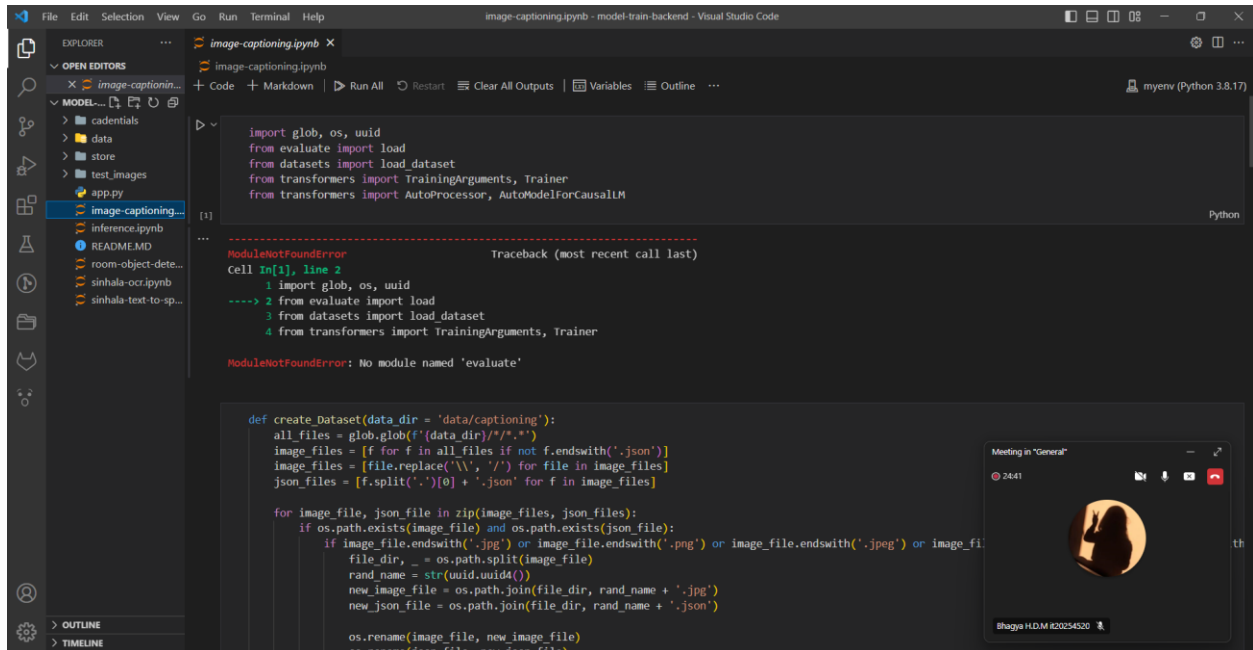 File Edit Selection View Go Run Terminal Help
image-captioning.ipynb - model-train-backend - Visual Studio Code
EXPLORER
OPEN EDITORS
image-captionin...
MODEL-...
cadentials
data
store
test_images
app.py
image-captioning....
inference.ipynb
README.MD
room-object-dete...
sinhala-ocr.ipynb
sinhala-text-to-sp...
OUTLINE
TIMELINE
image-captioning.ipynb
image-captioning.ipynb
+ Code + Markdown | Run All Restart Clear All Outputs | Variables Outline ...
myenv (Python 3.8.17)
import glob, os, uuid
from evaluate import load
from datasets import load_dataset
from transformers import TrainingArguments, Trainer
from transformers import AutoProcessor, AutoModelForCausalLM
[1]
Python
---------------------------------------------------------------------------
ModuleNotFoundError Traceback (most recent call last)
Cell In[1], line 2
1 import glob, os, uuid
----> 2 from evaluate import load
3 from datasets import load_dataset
4 from transformers import TrainingArguments, Trainer
ModuleNotFoundError: No module named 'evaluate'
def create_Dataset(data_dir = 'data/captioning'):
all_files = glob.glob(f'{data_dir}/*/*.*')
image_files = [f for f in all_files if not f.endswith('.json')]
image_files = [file.replace('\\', '/') for file in image_files]
json_files = [f.split('.')[0] + '.json' for f in image_files]
for image_file, json_file in zip(image_files, json_files):
if os.path.exists(image_file) and os.path.exists(json_file):
if image_file.endswith('.jpg') or image_file.endswith('.png') or image_file.endswith('.jpeg') or image_fi
file_dir, _ = os.path.split(image_file)
rand_name = str(uuid.uuid4())
new_image_file = os.path.join(file_dir, rand_name + '.jpg')
new_json_file = os.path.join(file_dir, rand_name + '.json')
os.rename(image_file, new_image_file)
Meeting in "General"
24:41
Bhagya H.D.M it20254520